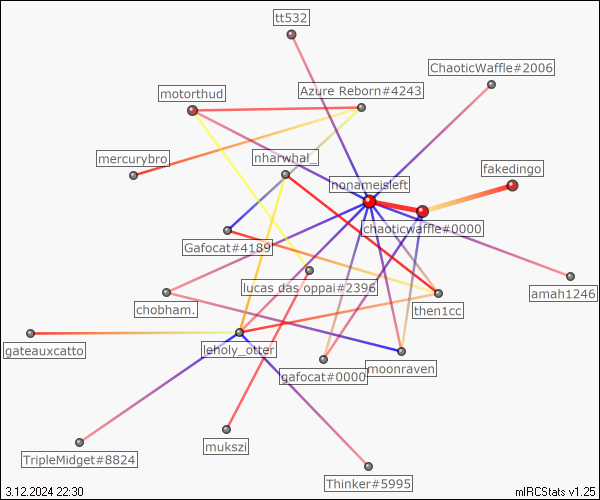 tt532
ChaoticWaffle#2006
Azure Reborn#4243
motorthud
mercurybro
nharwhal_
fakedingo
nonameisleft
chaoticwaffle#0000
Gafocat#4189
lucas das oppai#2396
amah1246
chobham.
then1cc
gateauxcatto
leholy_otter
gafocat#0000
moonraven
mukszi
TripleMidget#8824
Thinker#5995
3.12.2024 22:30
mIRCStats v1.25